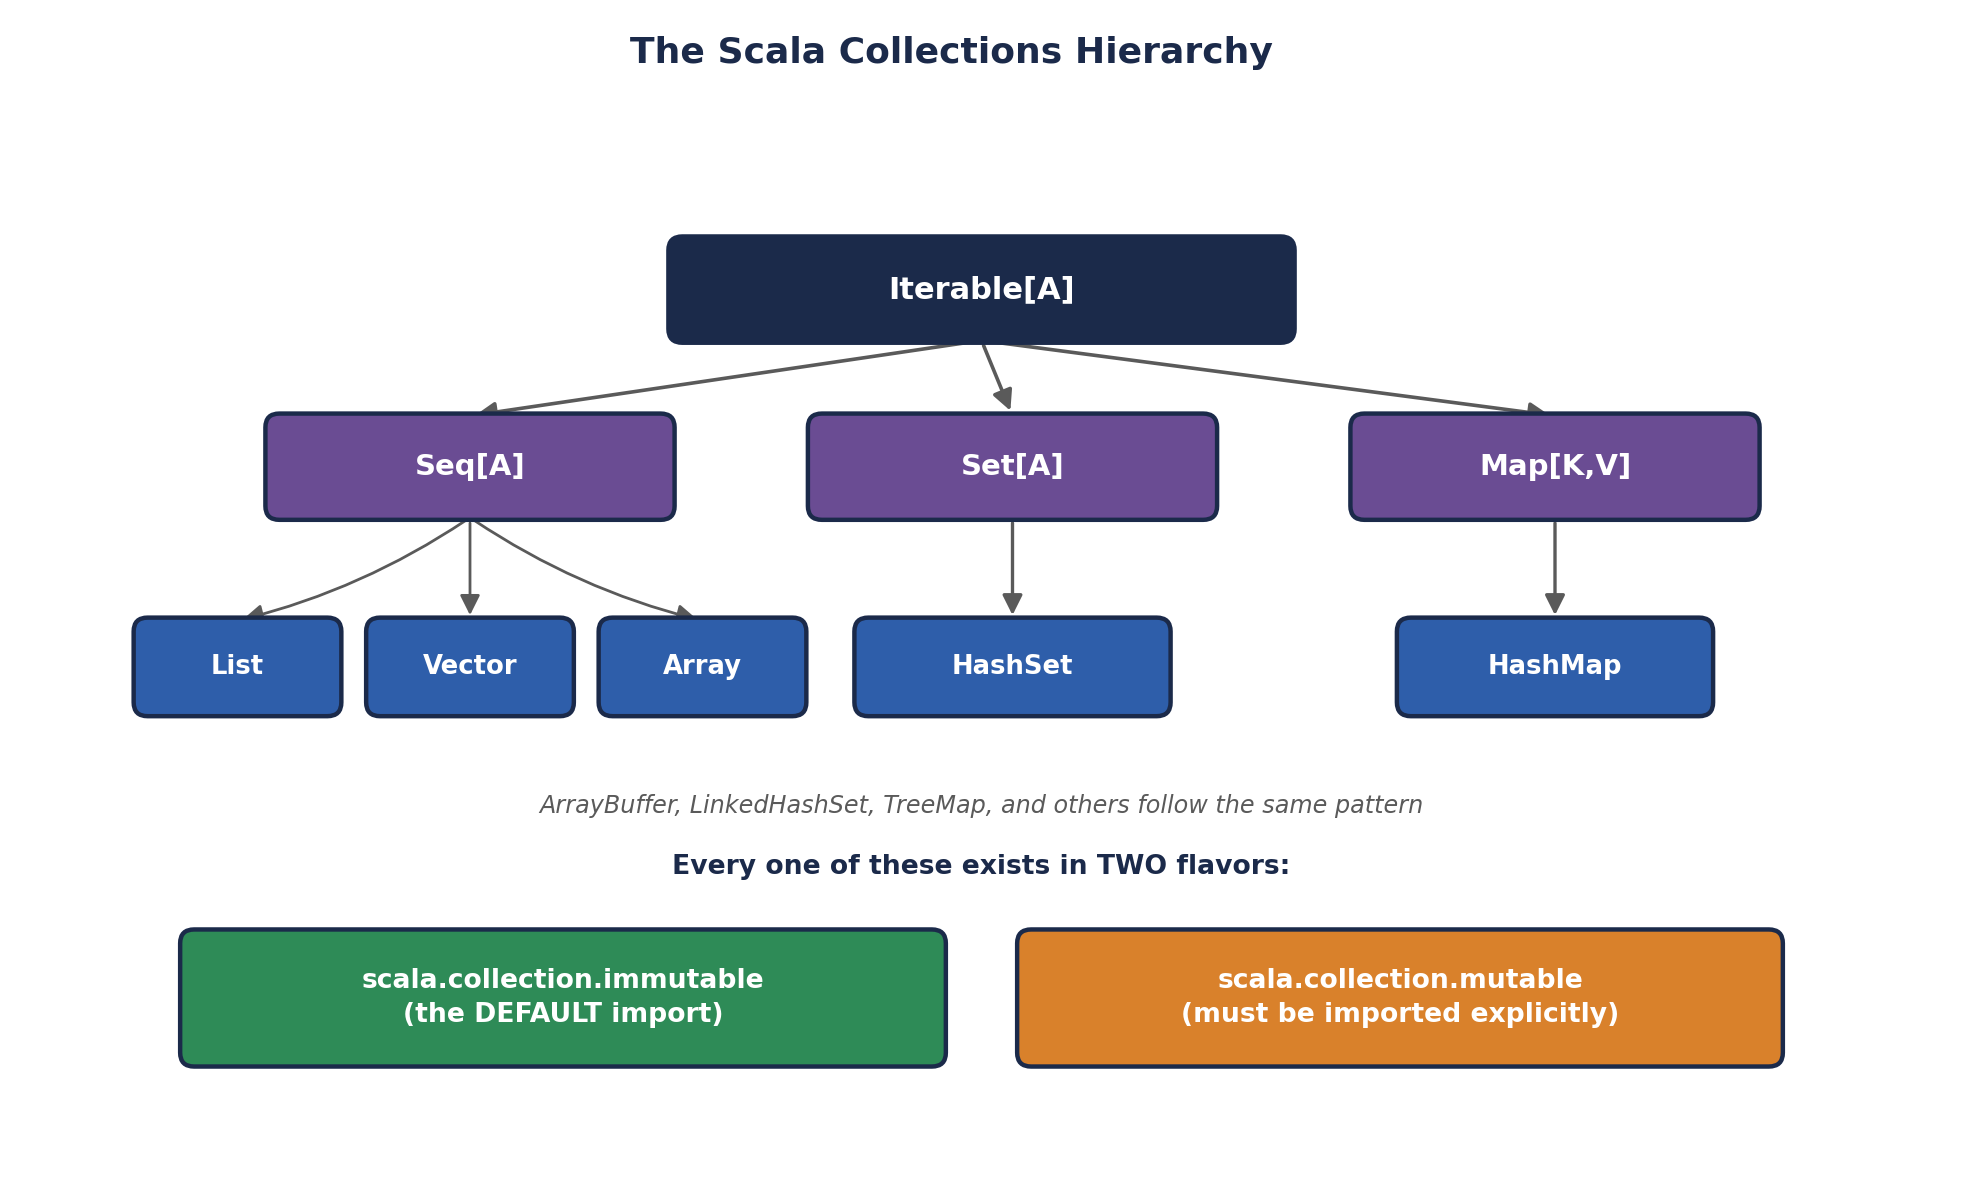 The Scala Collections Hierarchy
Iterable[A]
Seq[A]
Set[A]
Map[K,V]
List
Vector
Array
HashSet
HashMap
ArrayBuffer, LinkedHashSet, TreeMap, and others follow the same pattern
Every one of these exists in TWO flavors:
scala.collection.immutable
(the DEFAULT import)
scala.collection.mutable
(must be imported explicitly)